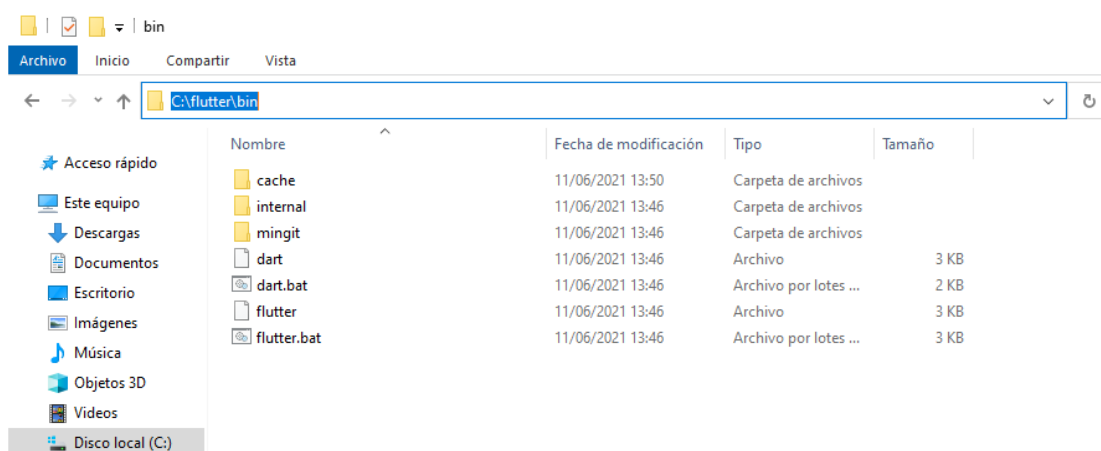 bin
Archivo Inicio Compartir Vista
C:\flutter\bin
Nombre Fecha de modificación Tipo Tamaño
Acceso rápido
Este equipo
Descargas
Documentos
Escritorio
Imágenes
Música
Objetos 3D
Videos
Disco local (C:)
cache 11/06/2021 13:50 Carpeta de archivos
internal 11/06/2021 13:46 Carpeta de archivos
mingit 11/06/2021 13:46 Carpeta de archivos
dart 11/06/2021 13:46 Archivo 3 KB
dart.bat 11/06/2021 13:46 Archivo por lotes ... 2 KB
flutter 11/06/2021 13:46 Archivo 3 KB
flutter.bat 11/06/2021 13:46 Archivo por lotes ... 3 KB